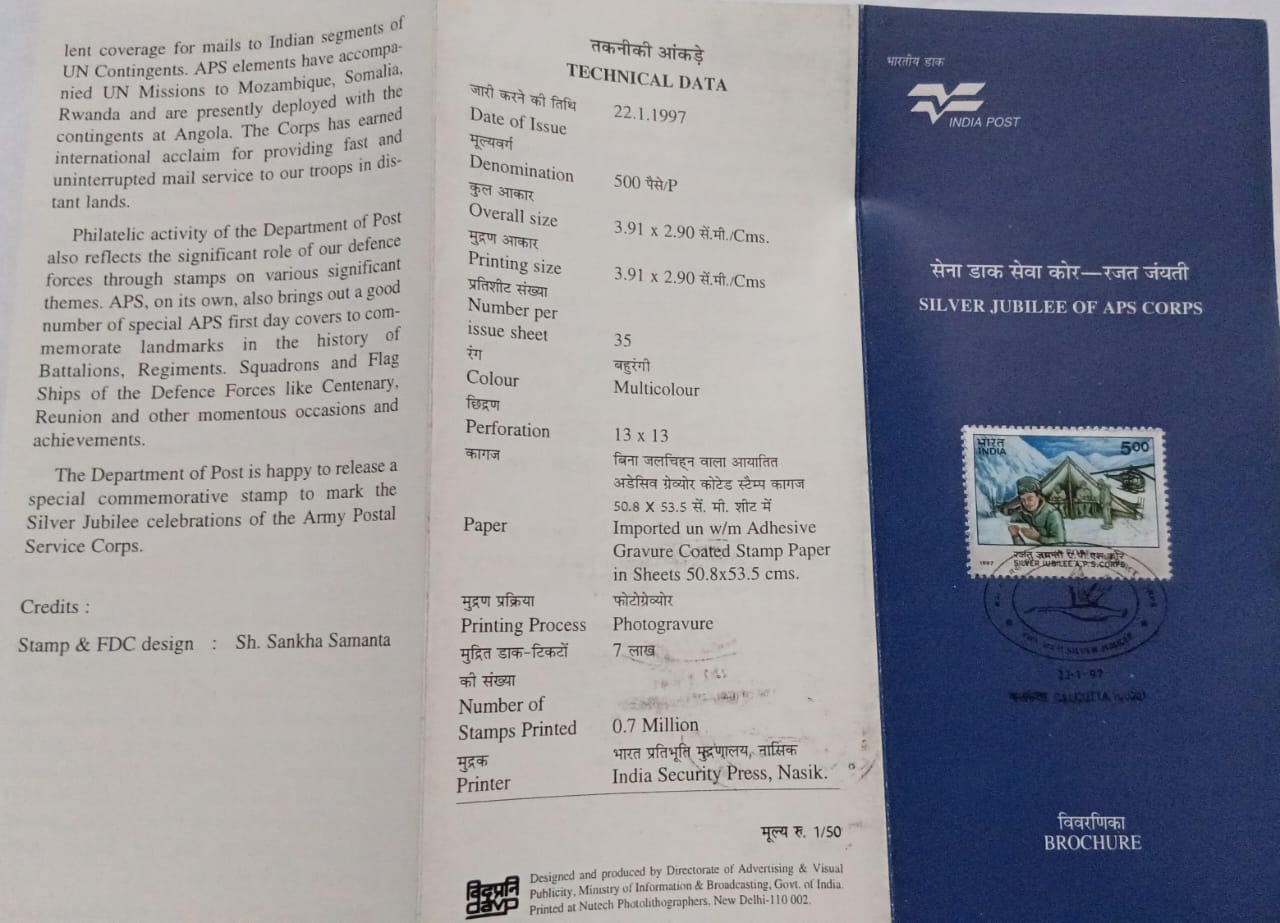 lent coverage for mails to Indian segments of
UN Contingents. APS elements have accompa-
nied UN Missions to Mozambique, Somalia,
Rwanda and are presently deployed with the
contingents at Angola. The Corps has earned
international acclaim for providing fast and
uninterrupted mail service to our troops in dis-
tant lands.
Philatelic activity of the Department of Post
also reflects the significant role of our defence
forces through stamps on various significant
themes. APS, on its own, also brings out a good
number of special APS first day covers to com-
memorate landmarks in the history of
Battalions, Regiments. Squadrons and Flag
Ships of the Defence Forces like Centenary,
Reunion and other momentous occasions and
achievements.
The Department of Post is happy to release a
special commemorative stamp to mark the
Silver Jubilee celebrations of the Army Postal
Service Corps.
Credits :
Stamp & FDC design : Sh. Sankha Samanta
तकनीकी आंकड़े
TECHNICAL DATA
जारी करने की तिथि
Date of Issue 22.1.1997
मूल्यवर्ग
Denomination 500 पैसे/P
कुल आकार
Overall size 3.91 x 2.90 सें.मी./Cms.
मुद्रण आकार
Printing size 3.91 x 2.90 सें.मी./Cms
प्रतिशीट संख्या
Number per
issue sheet 35
रंग बहुरंगी
Colour Multicolour
छिद्रण
Perforation 13 x 13
कागज बिना जलचिहन वाला आयातित
अडेसिव ग्रेव्योर कोटेड स्टैम्प कागज
50.8 X 53.5 सें. मी. शीट में
Paper Imported un w/m Adhesive
Gravure Coated Stamp Paper
in Sheets 50.8x53.5 cms.
मुद्रण प्रक्रिया फोटोग्रेव्योर
Printing Process Photogravure
मुद्रित डाक-टिकटों 7 लाख
की संख्या
Number of
Stamps Printed 0.7 Million
मुद्रक भारत प्रतिभूति मुद्रणालय, नासिक
Printer India Security Press, Nasik.
मूल्य रु. 1/50
विदृप्रनि
davp
Designed and produced by Directorate of Advertising & Visual
Publicity, Ministry of Information & Broadcasting, Govt. of India.
Printed at Nutech Photolithographers, New Delhi-110 002.
भारतीय डाक
INDIA POST
सेना डाक सेवा कोर—रजत जंयती
SILVER JUBILEE OF APS CORPS
भारत
INDIA
5.00
रजत जयन्ती ए.पी.एस.कोर
1997 SILVER JUBILEE A.P.S. CORPS
SILVER JUBILEE
22-1-97
CALCUTTA
विवरणिका
BROCHURE